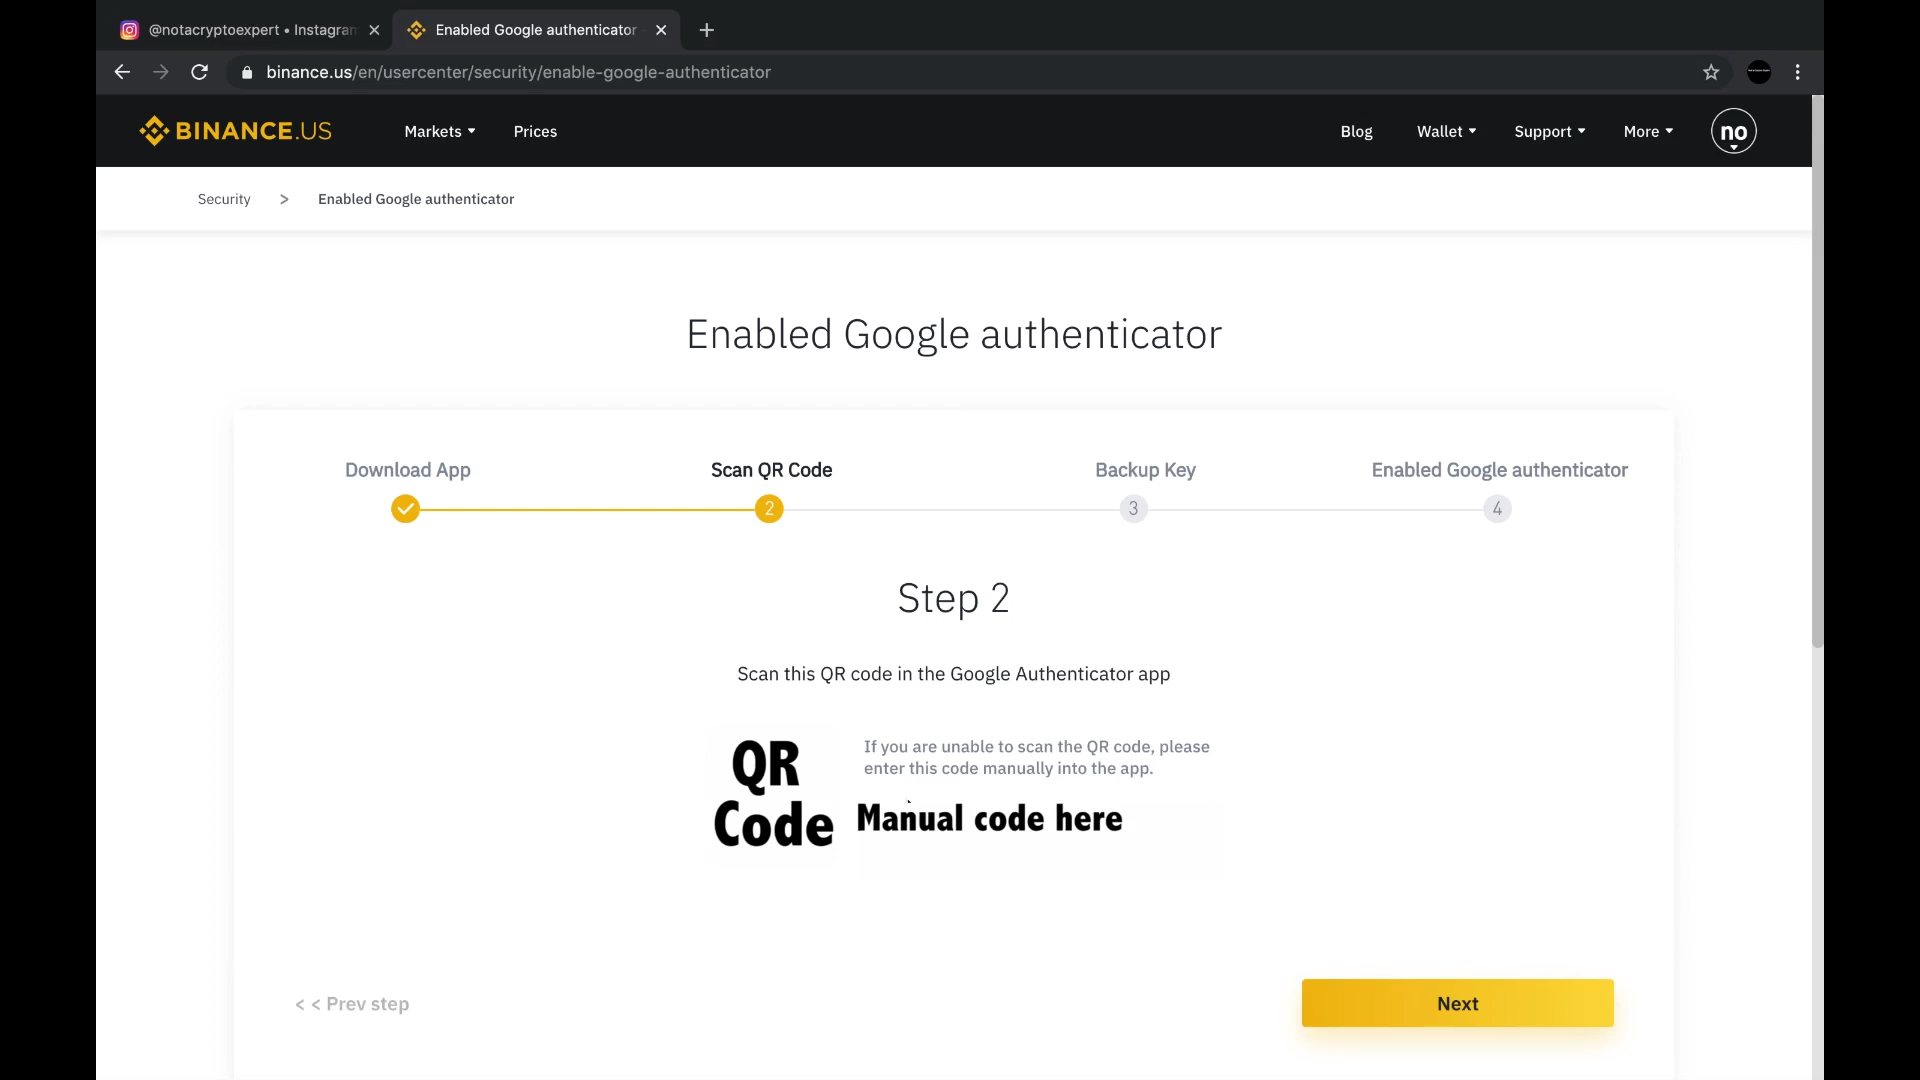 @notacryptoexpert • Instagram
Enabled Google authenticator
binance.us/en/usercenter/security/enable-google-authenticator
BINANCE.US
Markets
Prices
Blog
Wallet
Support
More
no
Security > Enabled Google authenticator
Enabled Google authenticator
Download App
Scan QR Code
Backup Key
Enabled Google authenticator
2
3
4
Step 2
Scan this QR code in the Google Authenticator app
QR
Code
If you are unable to scan the QR code, please
enter this code manually into the app.
Manual code here
< < Prev step
Next